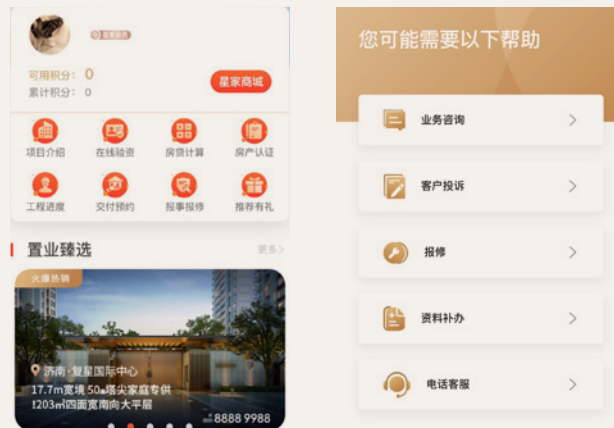 可用积分： 0
累计积分： 0
星家商城
项目介绍
在线验资
房贷计算
房产认证
工程进度
交付预约
报事报修
推荐有礼
置业臻选
更多>
火爆热销
济南·复星国际中心
17.7m宽境 50㎡塔尖家庭专供
1203㎡四面宽南向大平层
8888 9988
您可能需要以下帮助
业务咨询
客户投诉
报修
资料补办
电话客服